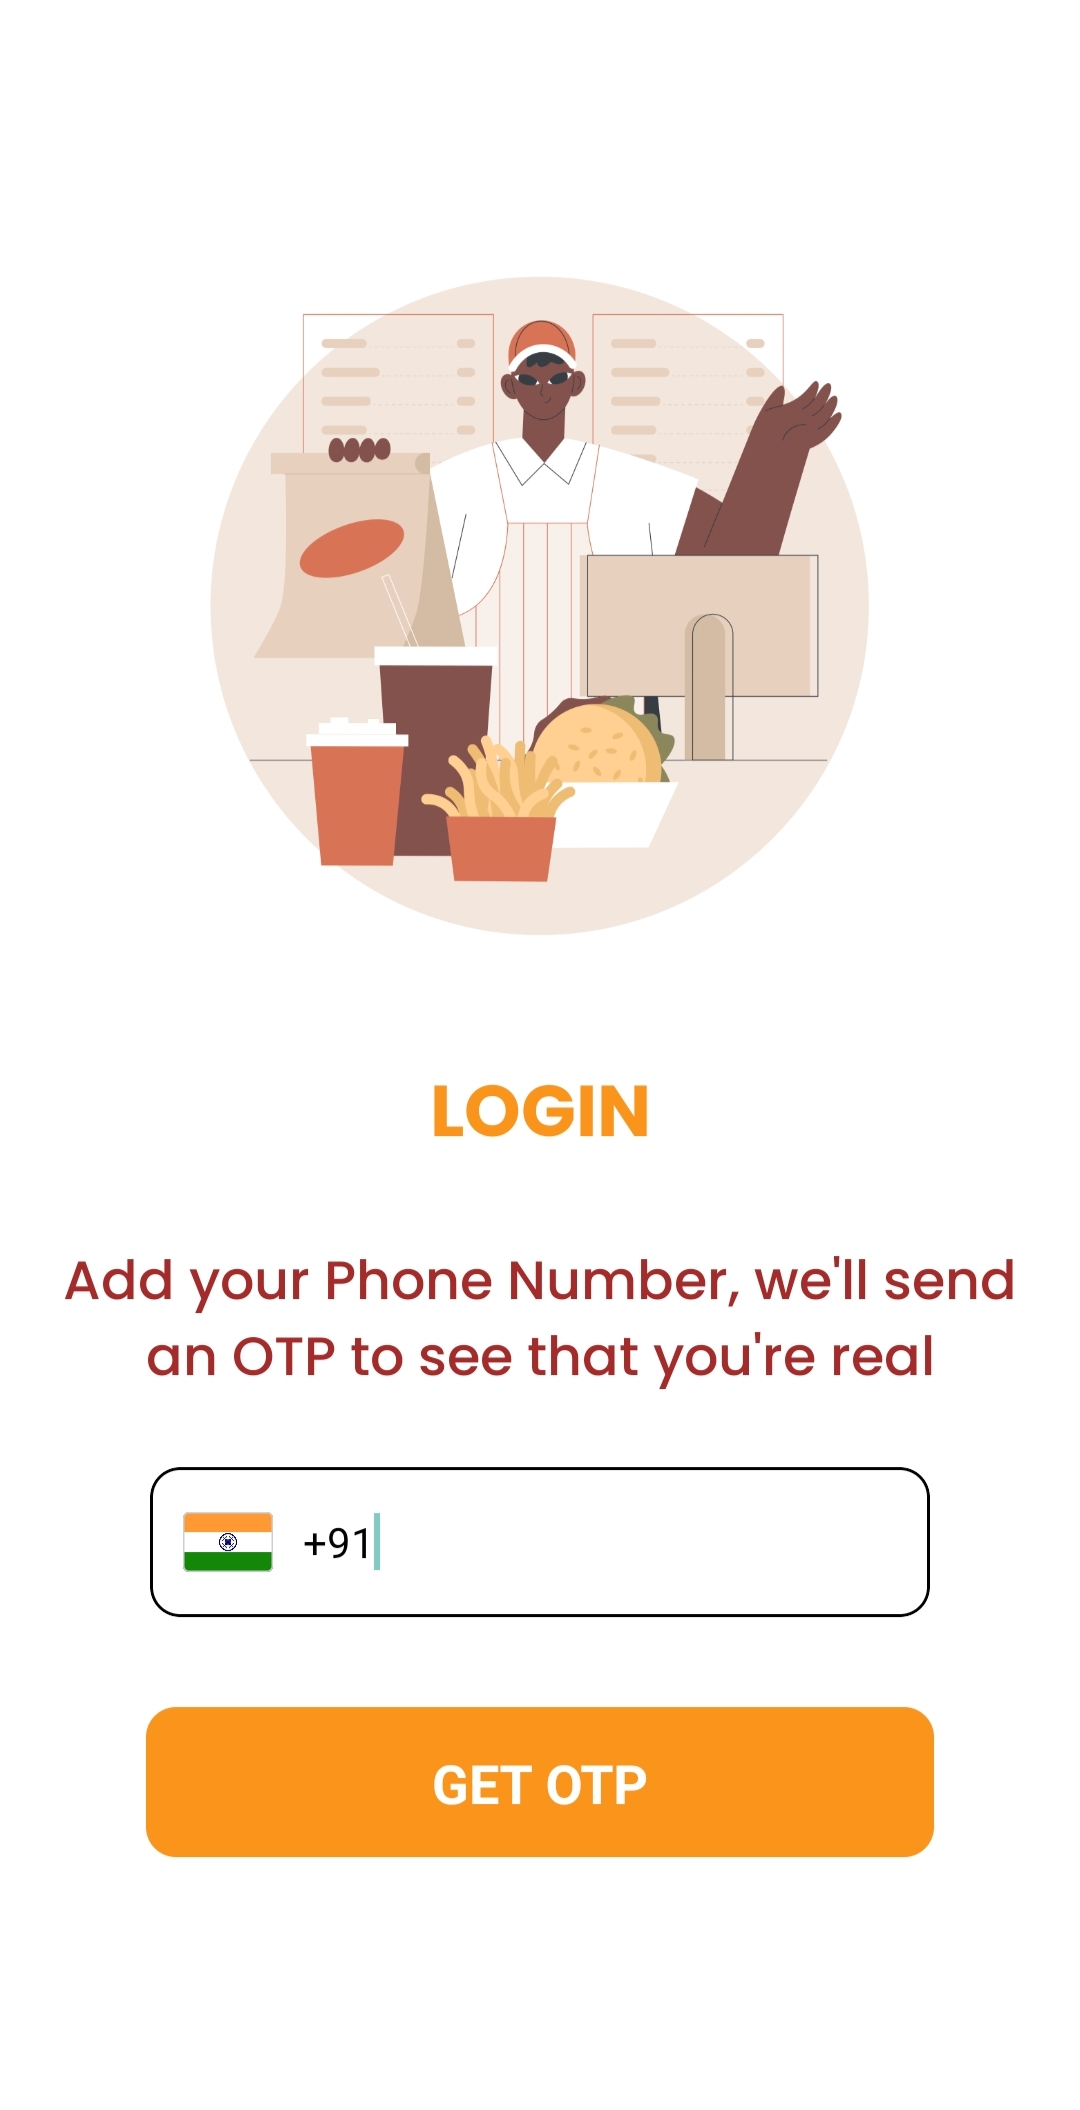 LOGIN
Add your Phone Number, we'll send
an OTP to see that you're real
+91
GET OTP